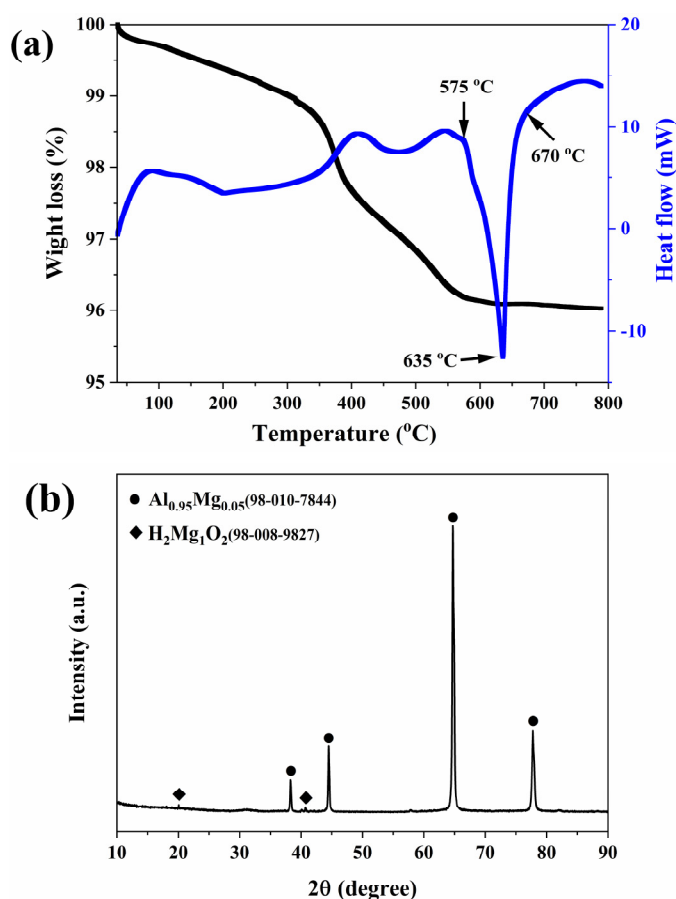 (a)
100
99
98
97
96
95
Wight loss (%)
20
10
0
-10
Heat flow (mW)
575 °C
670 °C
635 °C
100 200 300 400 500 600 700 800
Temperature (°C)
(b)
● Al0.95Mg0.05(98-010-7844)
◆ H2Mg1O2(98-008-9827)
Intensity (a.u.)
10 20 30 40 50 60 70 80 90
2θ (degree)